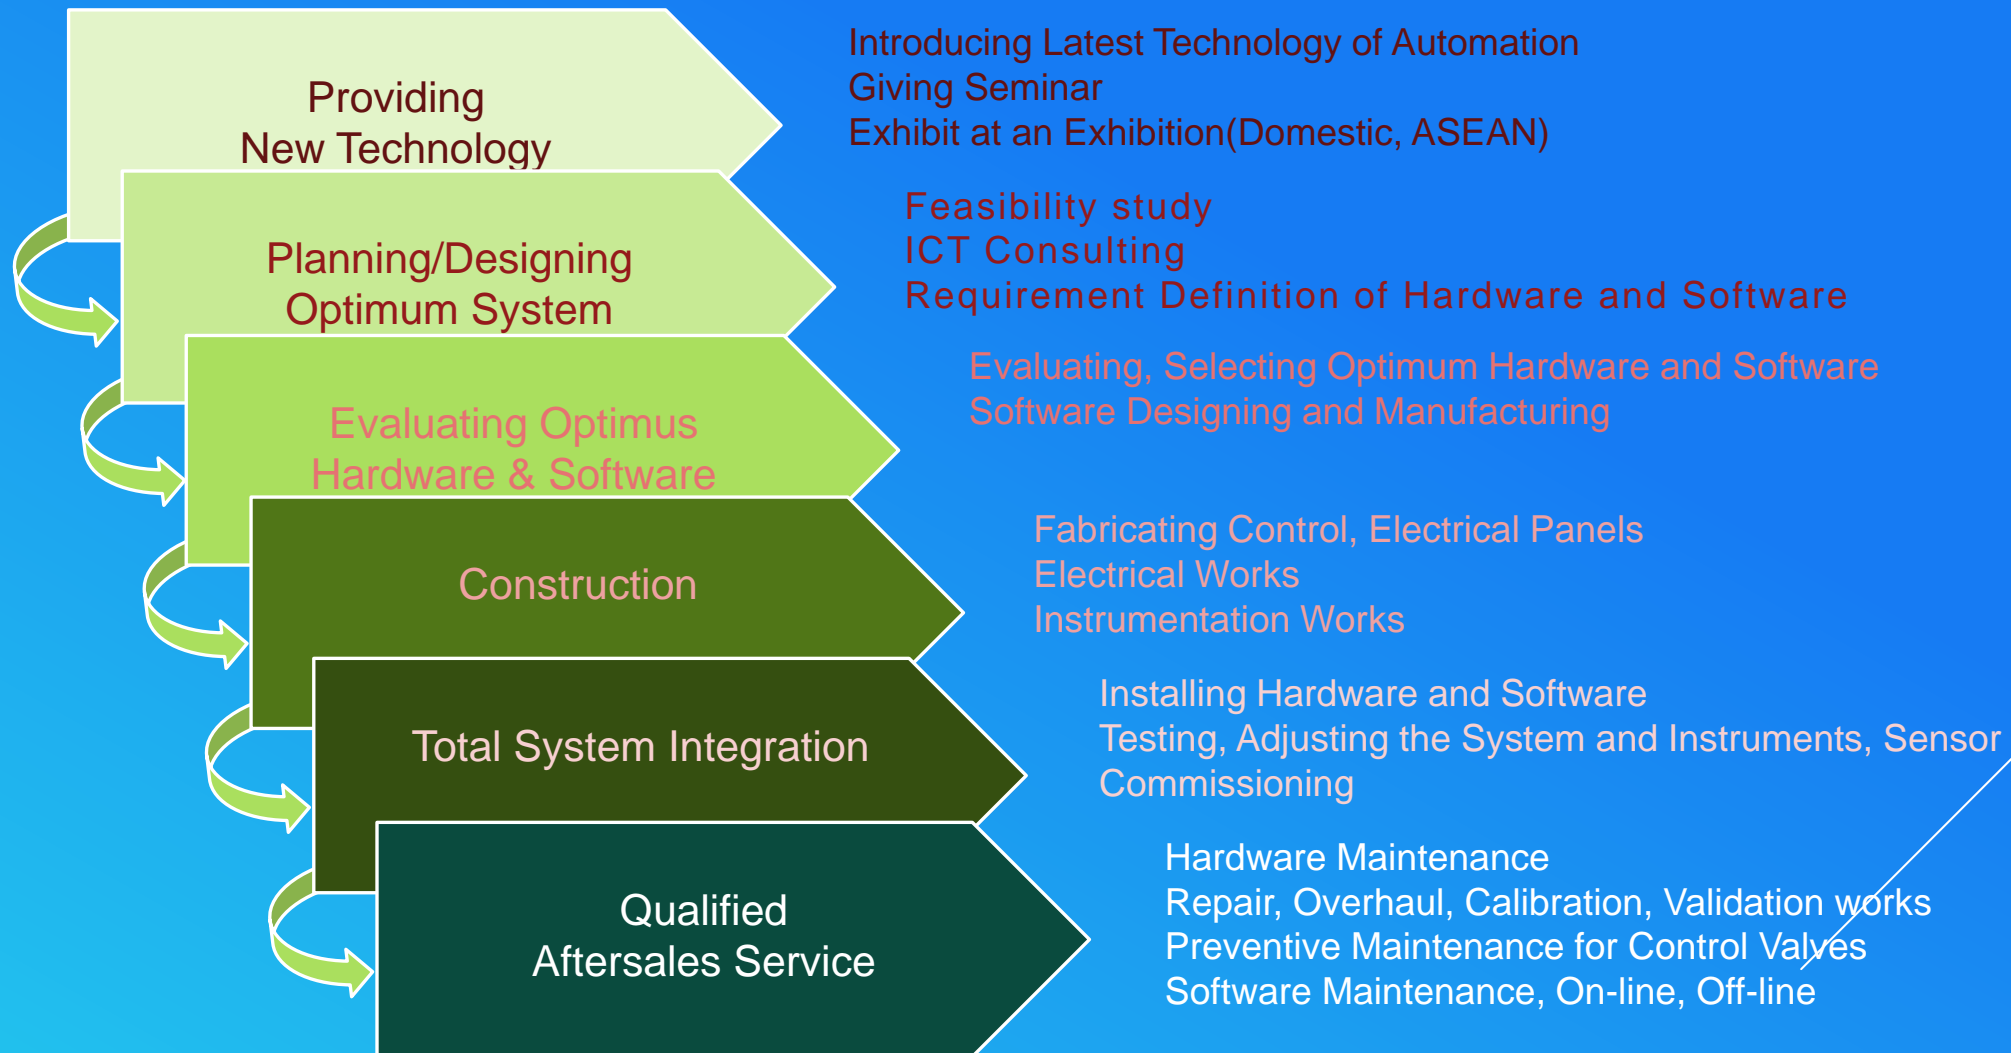 Providing
New Technology
Introducing Latest Technology of Automation
Giving Seminar
Exhibit at an Exhibition(Domestic, ASEAN)
Planning/Designing
Optimum System
Feasibility study
ICT Consulting
Requirement Definition of Hardware and Software
Evaluating Optimus
Hardware & Software
Evaluating, Selecting Optimum Hardware and Software
Software Designing and Manufacturing
Construction
Fabricating Control, Electrical Panels
Electrical Works
Instrumentation Works
Total System Integration
Installing Hardware and Software
Testing, Adjusting the System and Instruments, Sensor
Commissioning
Qualified
Aftersales Service
Hardware Maintenance
Repair, Overhaul, Calibration, Validation works
Preventive Maintenance for Control Valves
Software Maintenance, On-line, Off-line